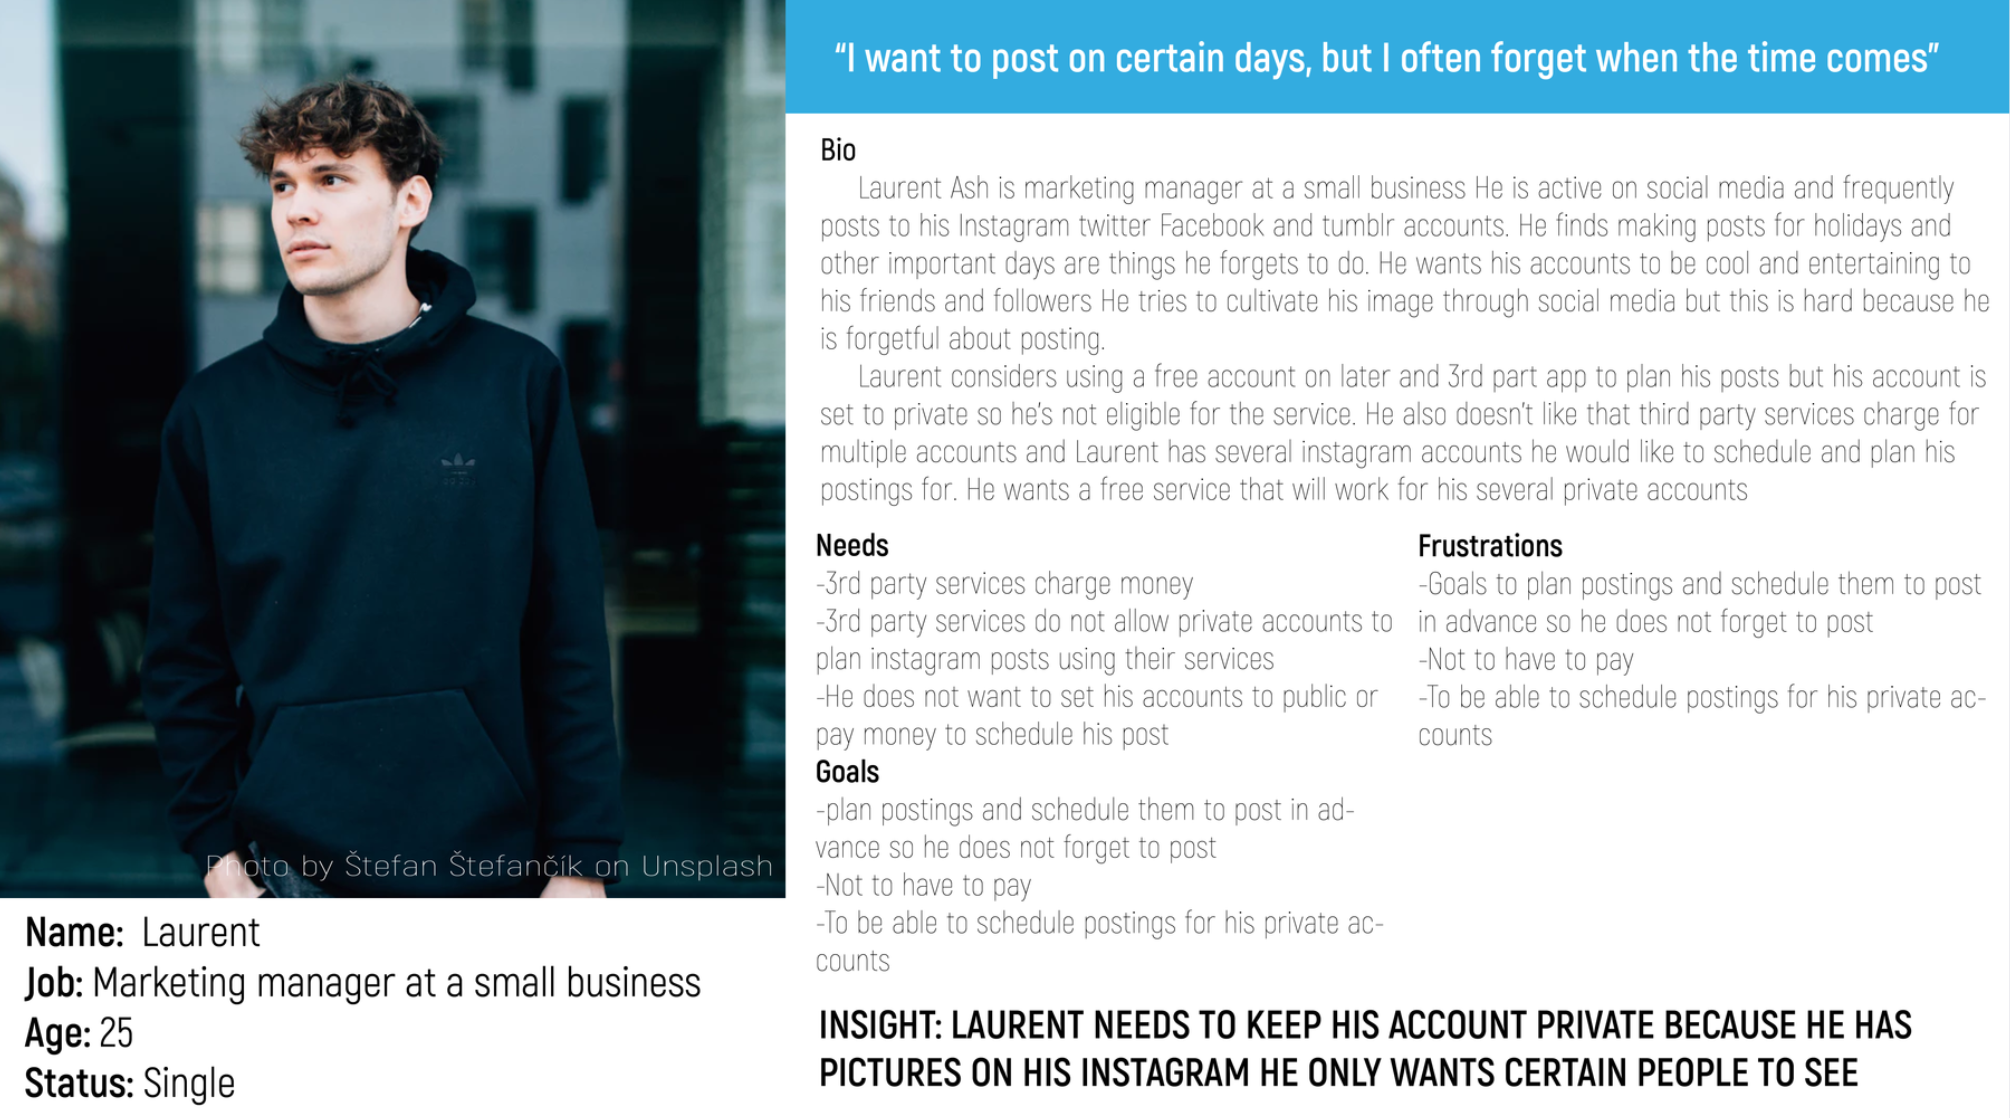 “I want to post on certain days, but I often forget when the time comes”
Bio
Laurent Ash is marketing manager at a small business He is active on social media and frequently
posts to his Instagram twitter Facebook and tumblr accounts. He finds making posts for holidays and
other important days are things he forgets to do. He wants his accounts to be cool and entertaining to
his friends and followers He tries to cultivate his image through social media but this is hard because he
is forgetful about posting.
Laurent considers using a free account on later and 3rd part app to plan his posts but his account is
set to private so he’s not eligible for the service. He also doesn’t like that third party services charge for
multiple accounts and Laurent has several instagram accounts he would like to schedule and plan his
postings for. He wants a free service that will work for his several private accounts
Needs
-3rd party services charge money
-3rd party services do not allow private accounts to
plan instagram posts using their services
-He does not want to set his accounts to public or
pay money to schedule his post
Frustrations
-Goals to plan postings and schedule them to post
in advance so he does not forget to post
-Not to have to pay
-To be able to schedule postings for his private ac-
counts
Goals
-plan postings and schedule them to post in ad-
vance so he does not forget to post
-Not to have to pay
-To be able to schedule postings for his private ac-
counts
INSIGHT: LAURENT NEEDS TO KEEP HIS ACCOUNT PRIVATE BECAUSE HE HAS
PICTURES ON HIS INSTAGRAM HE ONLY WANTS CERTAIN PEOPLE TO SEE
Photo by Štefan Štefančík on Unsplash
Name: Laurent
Job: Marketing manager at a small business
Age: 25
Status: Single